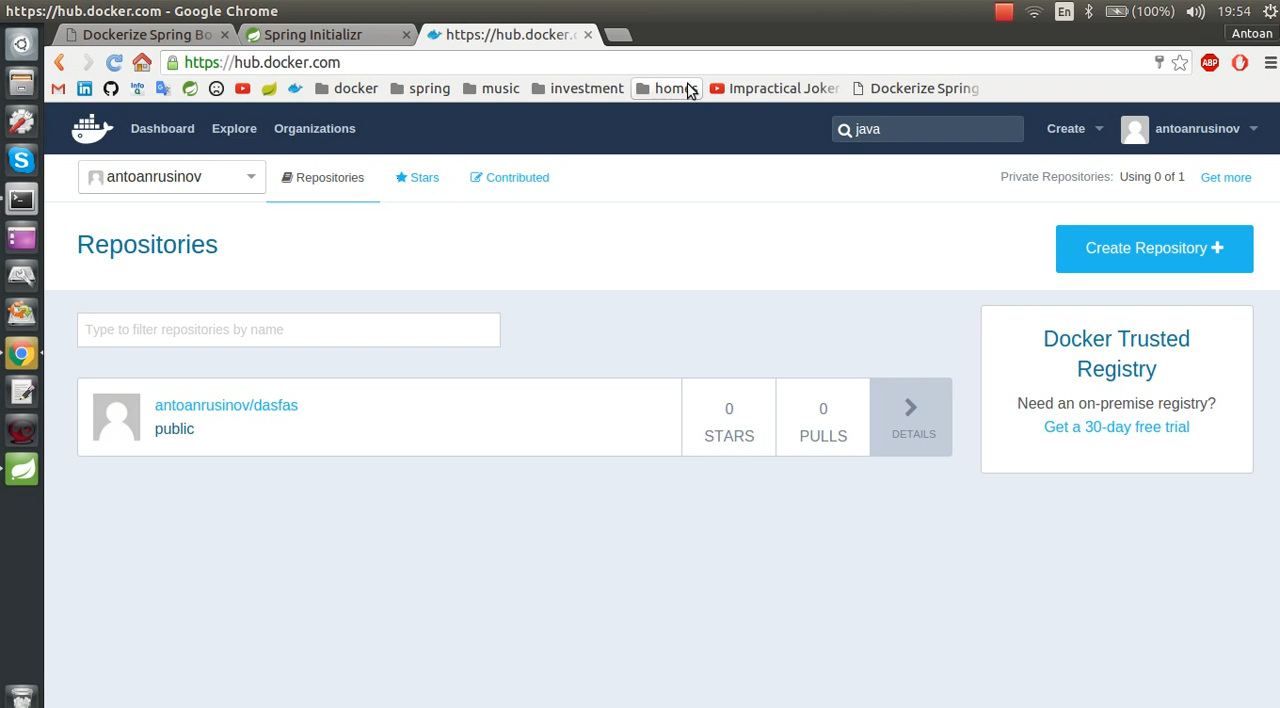 https://hub.docker.com - Google Chrome
En
(100%)
19:54
Dockerize Spring Bo
Spring Initializr
https://hub.docker.c
Antoan
https://hub.docker.com
ABP
docker
spring
music
investment
Impractical Joker
Dockerize Spring
Dashboard
Explore
Organizations
java
Create
antoanrusinov
antoanrusinov
Repositories
Stars
Contributed
Private Repositories: Using 0 of 1
Get more
Repositories
Create Repository
Type to filter repositories by name
Docker Trusted
Registry
Need an on-premise registry?
Get a 30-day free trial
antoanrusinov/dasfas
public
0
STARS
0
PULLS
DETAILS